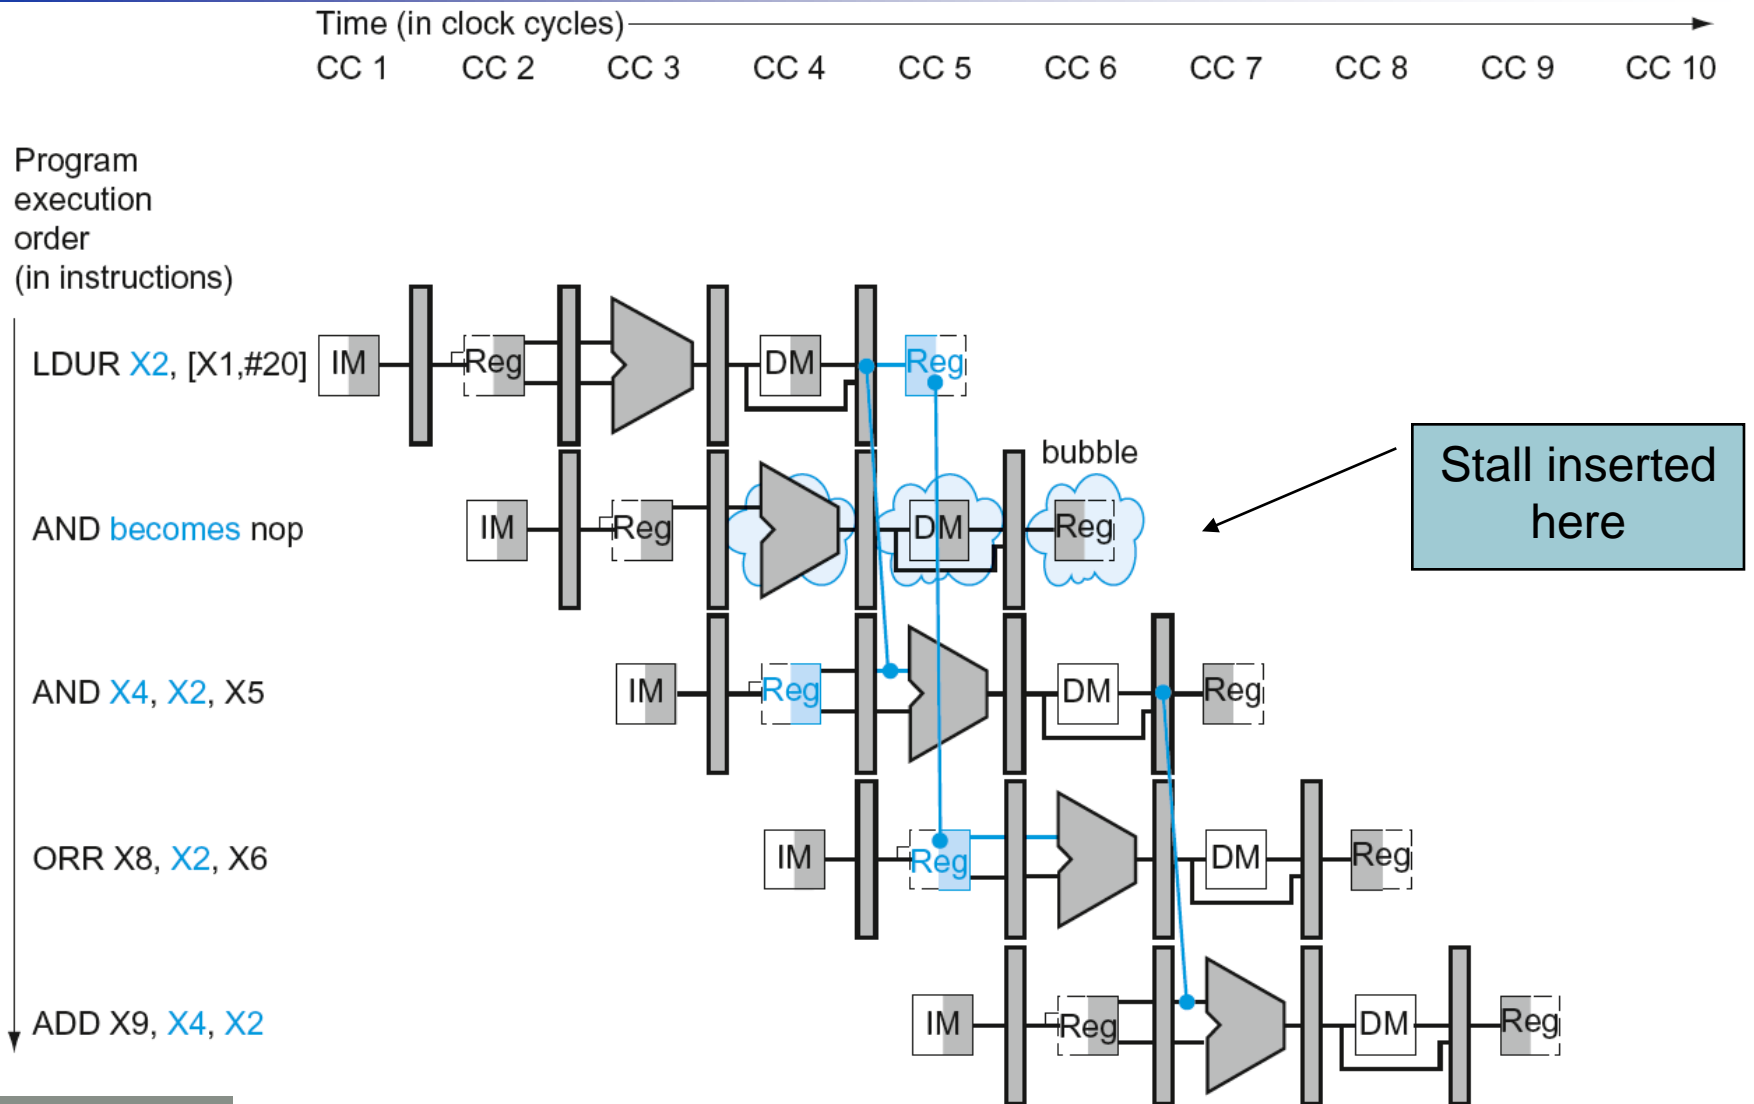 Time (in clock cycles)
CC 1 CC 2 CC 3 CC 4 CC 5 CC 6 CC 7 CC 8 CC 9 CC 10
Program
execution
order
(in instructions)
LDUR X2, [X1,#20] IM Reg DM Reg
bubble
Stall inserted
here
AND becomes nop IM Reg DM Reg
AND X4, X2, X5 IM Reg DM Reg
ORR X8, X2, X6 IM Reg DM Reg
ADD X9, X4, X2 IM Reg DM Reg